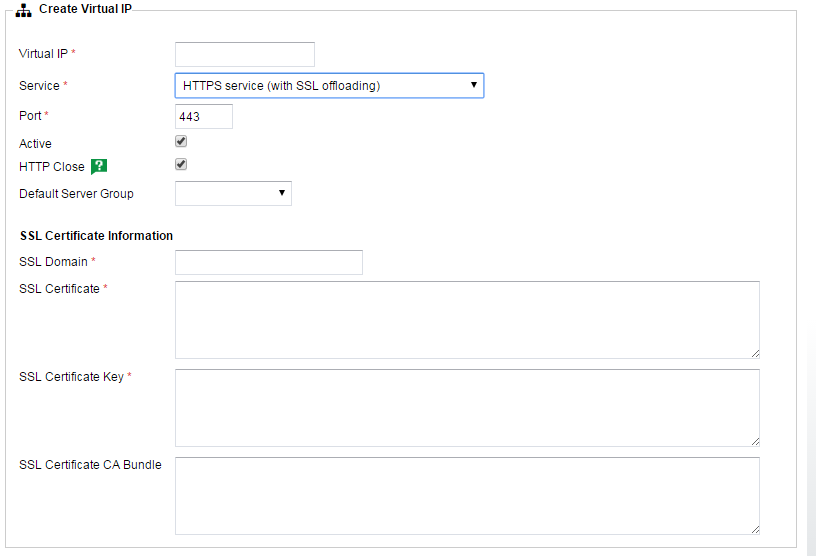 Create Virtual IP
Virtual IP *
Service * HTTPS service (with SSL offloading)
Port * 443
Active
HTTP Close ?
Default Server Group
SSL Certificate Information
SSL Domain *
SSL Certificate *
SSL Certificate Key *
SSL Certificate CA Bundle